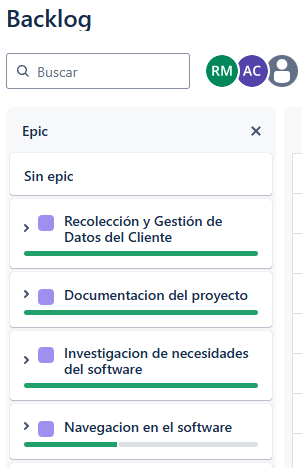 Backlog
Buscar
RM
AC
Epic
Sin epic
Recolección y Gestión de
Datos del Cliente
Documentacion del proyecto
Investigacion de necesidades
del software
Navegacion en el software